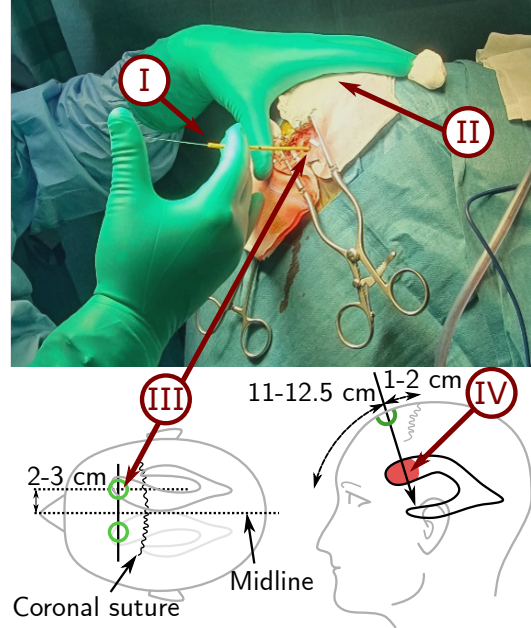 I
II
III
IV
11-12.5 cm
1-2 cm
2-3 cm
Midline
Coronal suture